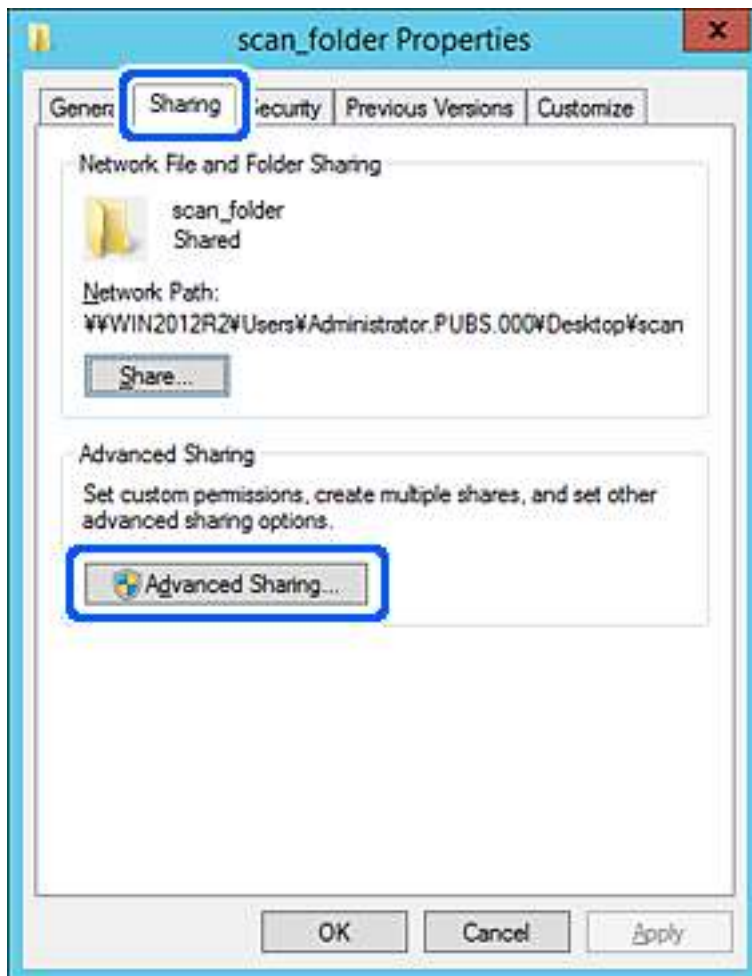 scan_folder Properties
x
Genera Sharing Security Previous Versions Customize
Network File and Folder Sharing
scan_folder
Shared
Network Path:
¥¥WIN2012R2¥Users¥Administrator.PUBS.000¥Desktop¥scan
Share...
Advanced Sharing
Set custom permissions, create multiple shares, and set other
advanced sharing options.
Advanced Sharing...
OK Cancel Apply